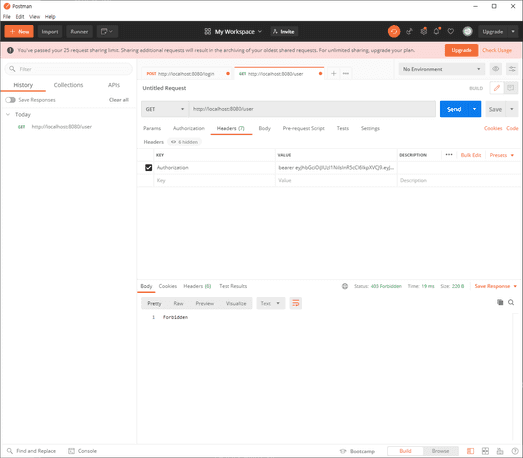 Postman
File Edit View Help
New Import Runner My Workspace Invite Upgrade
You've passed your 25 request sharing limit. Sharing additional requests will result in the archiving of your oldest shared requests. For unlimited sharing, upgrade your plan. Upgrade Check Usage
Filter
History Collections APIs
Save Responses Clear all
Today
GET http://localhost:8080/user
POST http://localhost:8080/login GET http://localhost:8080/user No Environment
Untitled Request BUILD
GET http://localhost:8080/user Send Save
Params Authorization Headers (7) Body Pre-request Script Tests Settings Cookies Code
Headers 6 hidden
KEY VALUE DESCRIPTION Bulk Edit Presets
Authorization bearer
Key Value Description
Body Cookies Headers (6) Test Results Status: 403 Forbidden Time: 19 ms Size: 220 B Save Response
Pretty Raw Preview Visualize Text
1 Forbidden
Find and Replace Console Bootcamp Build Browse